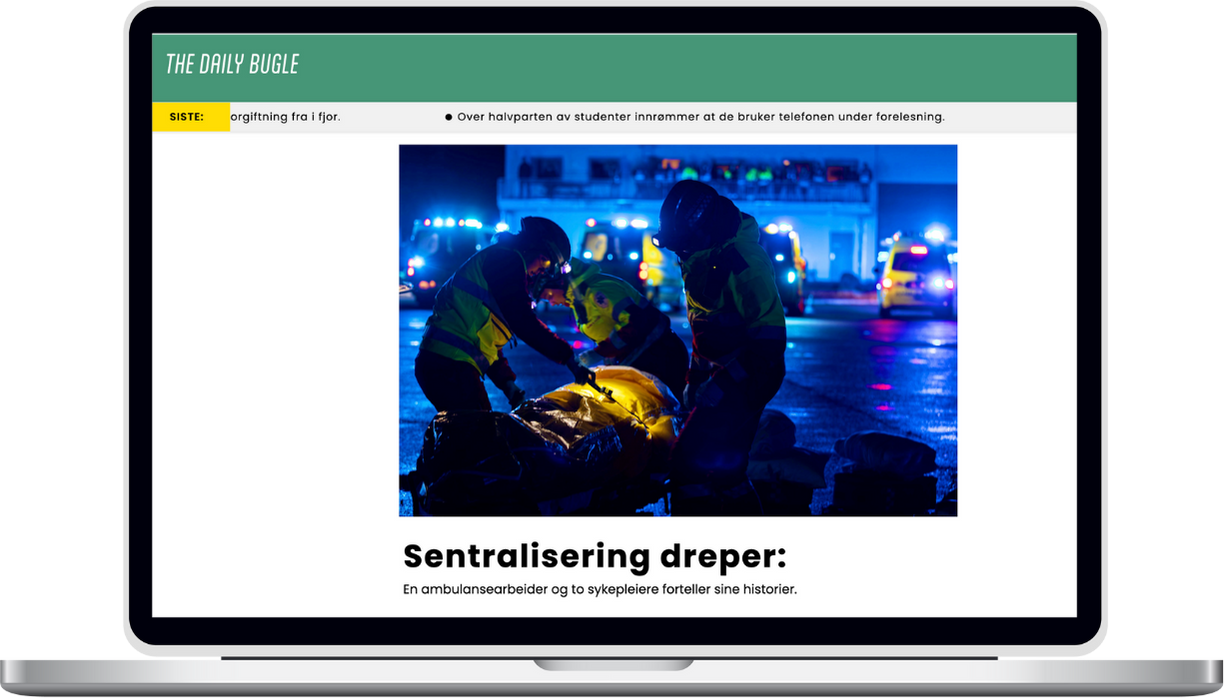 THE DAILY BUGLE
SISTE: orgiftning fra i fjor. ● Over halvparten av studenter innrømmer at de bruker telefonen under forelesning.
Sentralisering dreper:
En ambulansearbeider og to sykepleiere forteller sine historier.